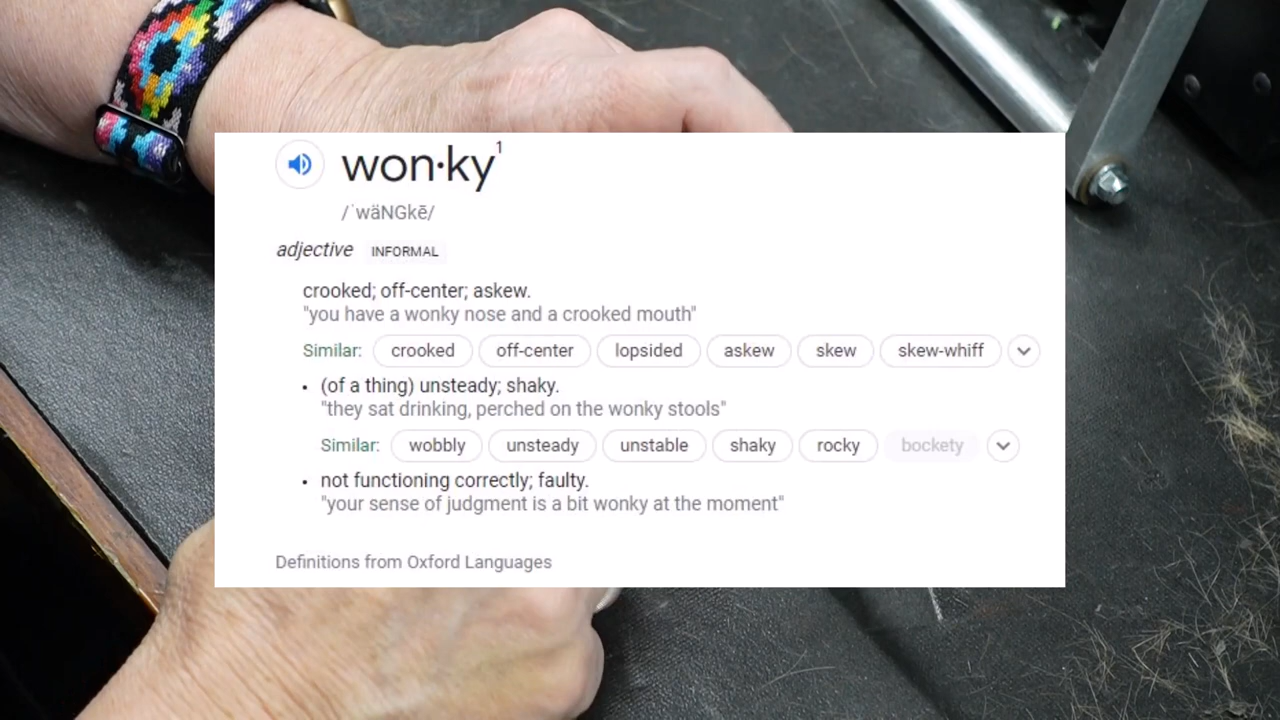 won·ky¹
/ˈwäNGkē/
adjective INFORMAL
crooked; off-center; askew.
"you have a wonky nose and a crooked mouth"
Similar: crooked off-center lopsided askew skew skew-whiff
• (of a thing) unsteady; shaky.
"they sat drinking, perched on the wonky stools"
Similar: wobbly unsteady unstable shaky rocky bockety
• not functioning correctly; faulty.
"your sense of judgment is a bit wonky at the moment"
Definitions from Oxford Languages